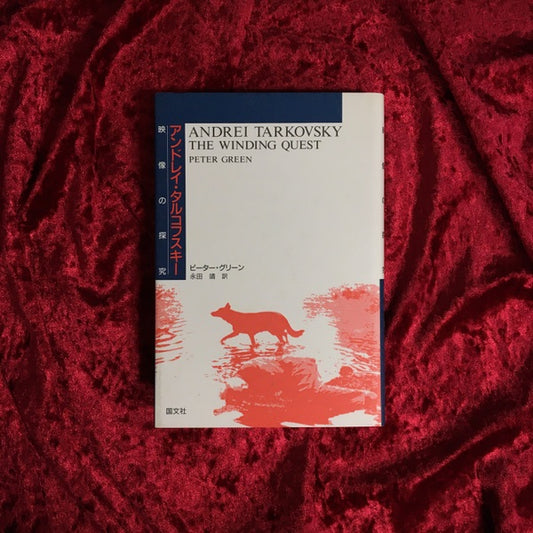 アンドレイ・タルコフスキー
映像の探究
ANDREI TARKOVSKY
THE WINDING QUEST
PETER GREEN
ピーター・グリーン
永田 靖 訳
国文社